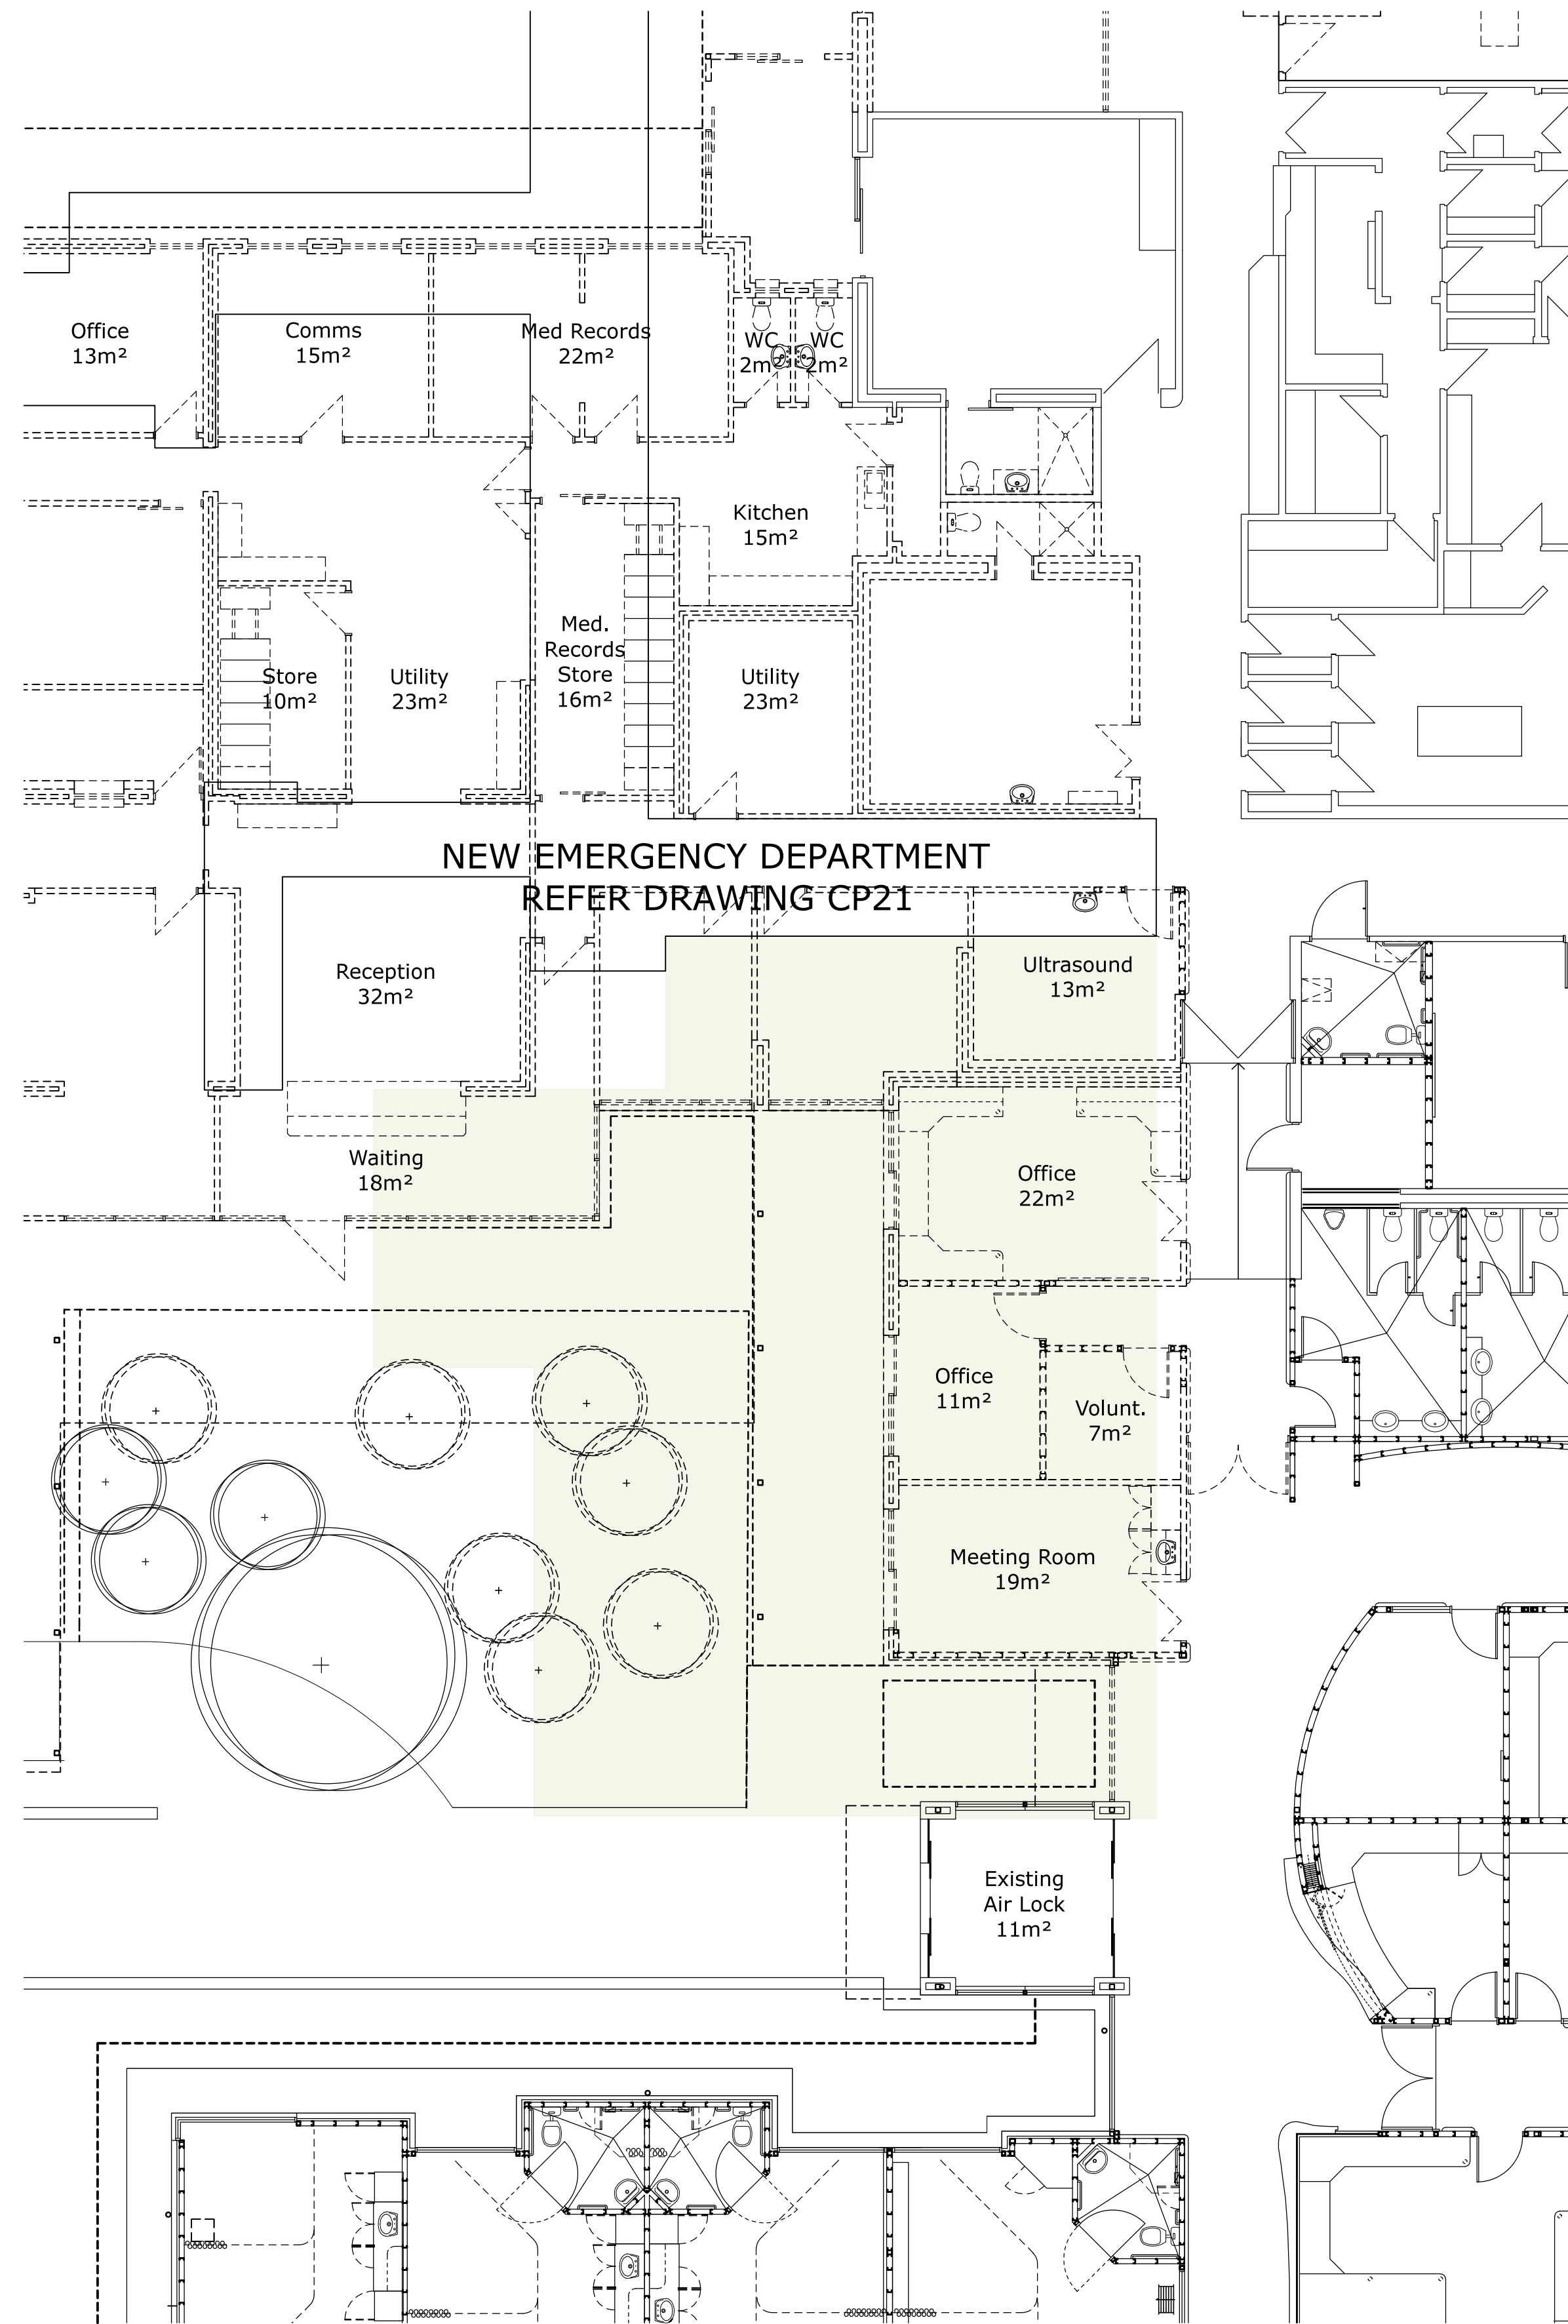 Office
13m²
Comms
15m²
Med Records
22m²
WC
2m²
WC
2m²
Kitchen
15m²
Store
10m²
Utility
23m²
Med.
Records
Store
16m²
Utility
23m²
NEW EMERGENCY DEPARTMENT
REFER DRAWING CP21
Reception
32m²
Ultrasound
13m²
Waiting
18m²
Office
22m²
Office
11m²
Volunt.
7m²
Meeting Room
19m²
Existing
Air Lock
11m²